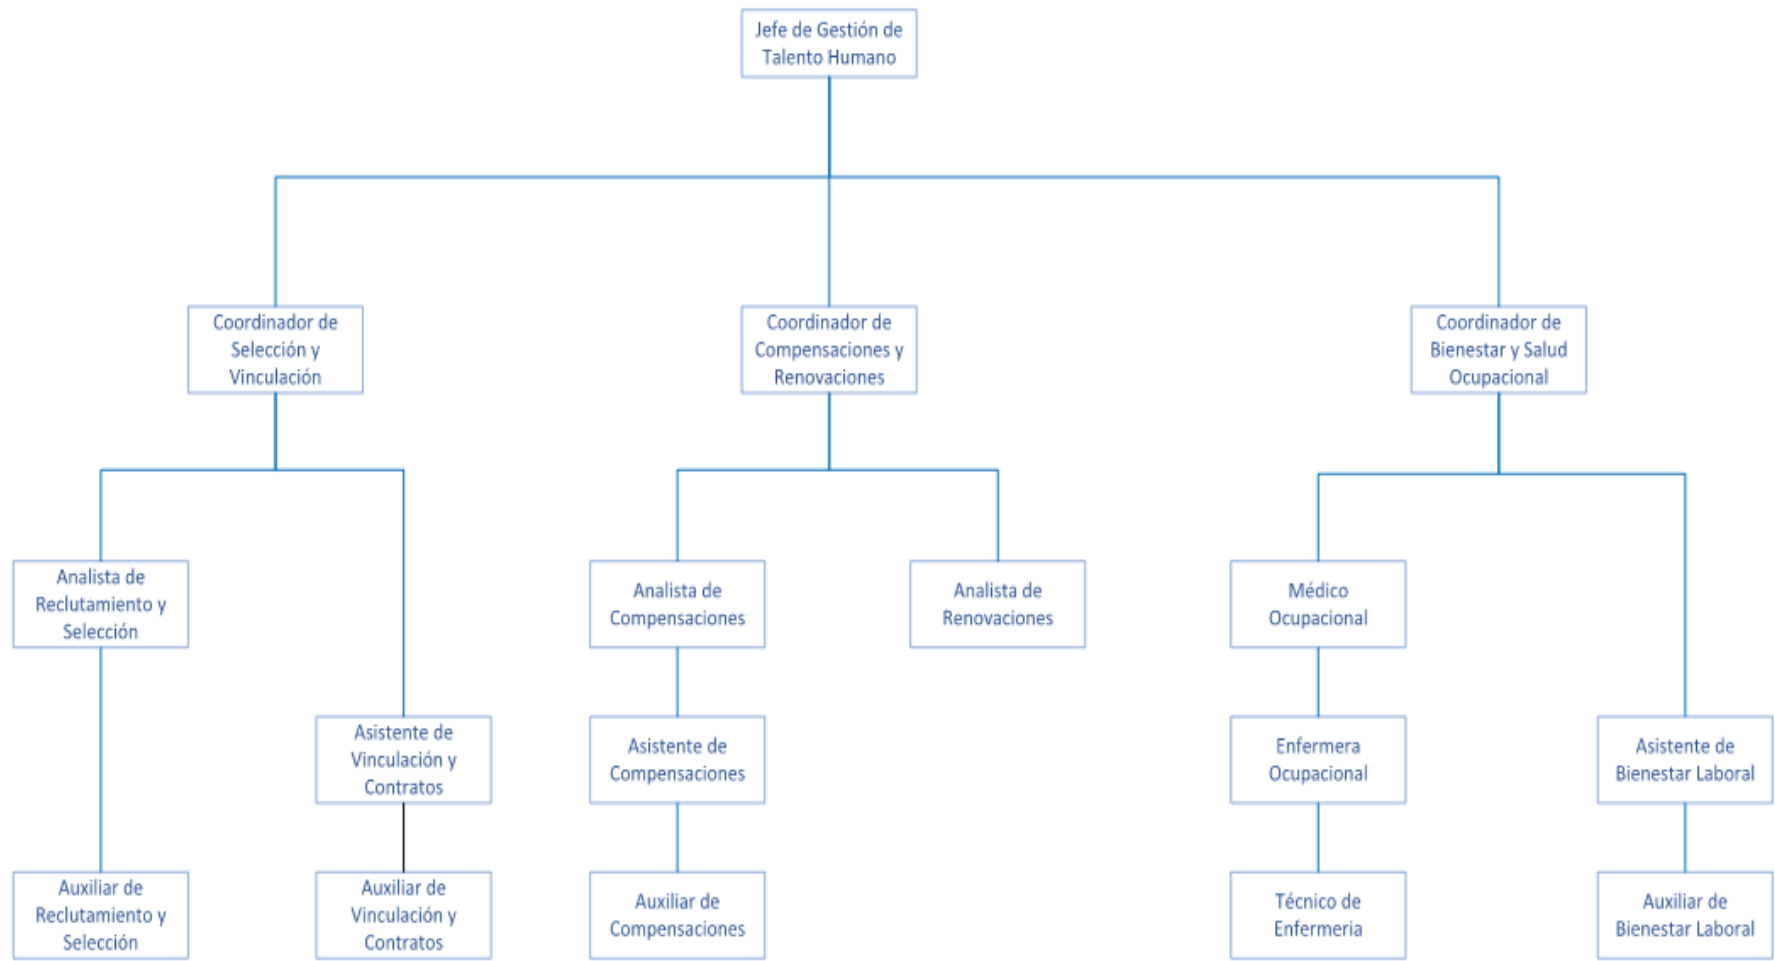 Jefe de Gestión de
Talento Humano
Coordinador de
Selección y
Vinculación
Coordinador de
Compensaciones y
Renovaciones
Coordinador de
Bienestar y Salud
Ocupacional
Analista de
Reclutamiento y
Selección
Analista de
Compensaciones
Analista de
Renovaciones
Médico
Ocupacional
Asistente de
Vinculación y
Contratos
Asistente de
Compensaciones
Enfermera
Ocupacional
Asistente de
Bienestar Laboral
Auxiliar de
Reclutamiento y
Selección
Auxiliar de
Vinculación y
Contratos
Auxiliar de
Compensaciones
Técnico de
Enfermeria
Auxiliar de
Bienestar Laboral